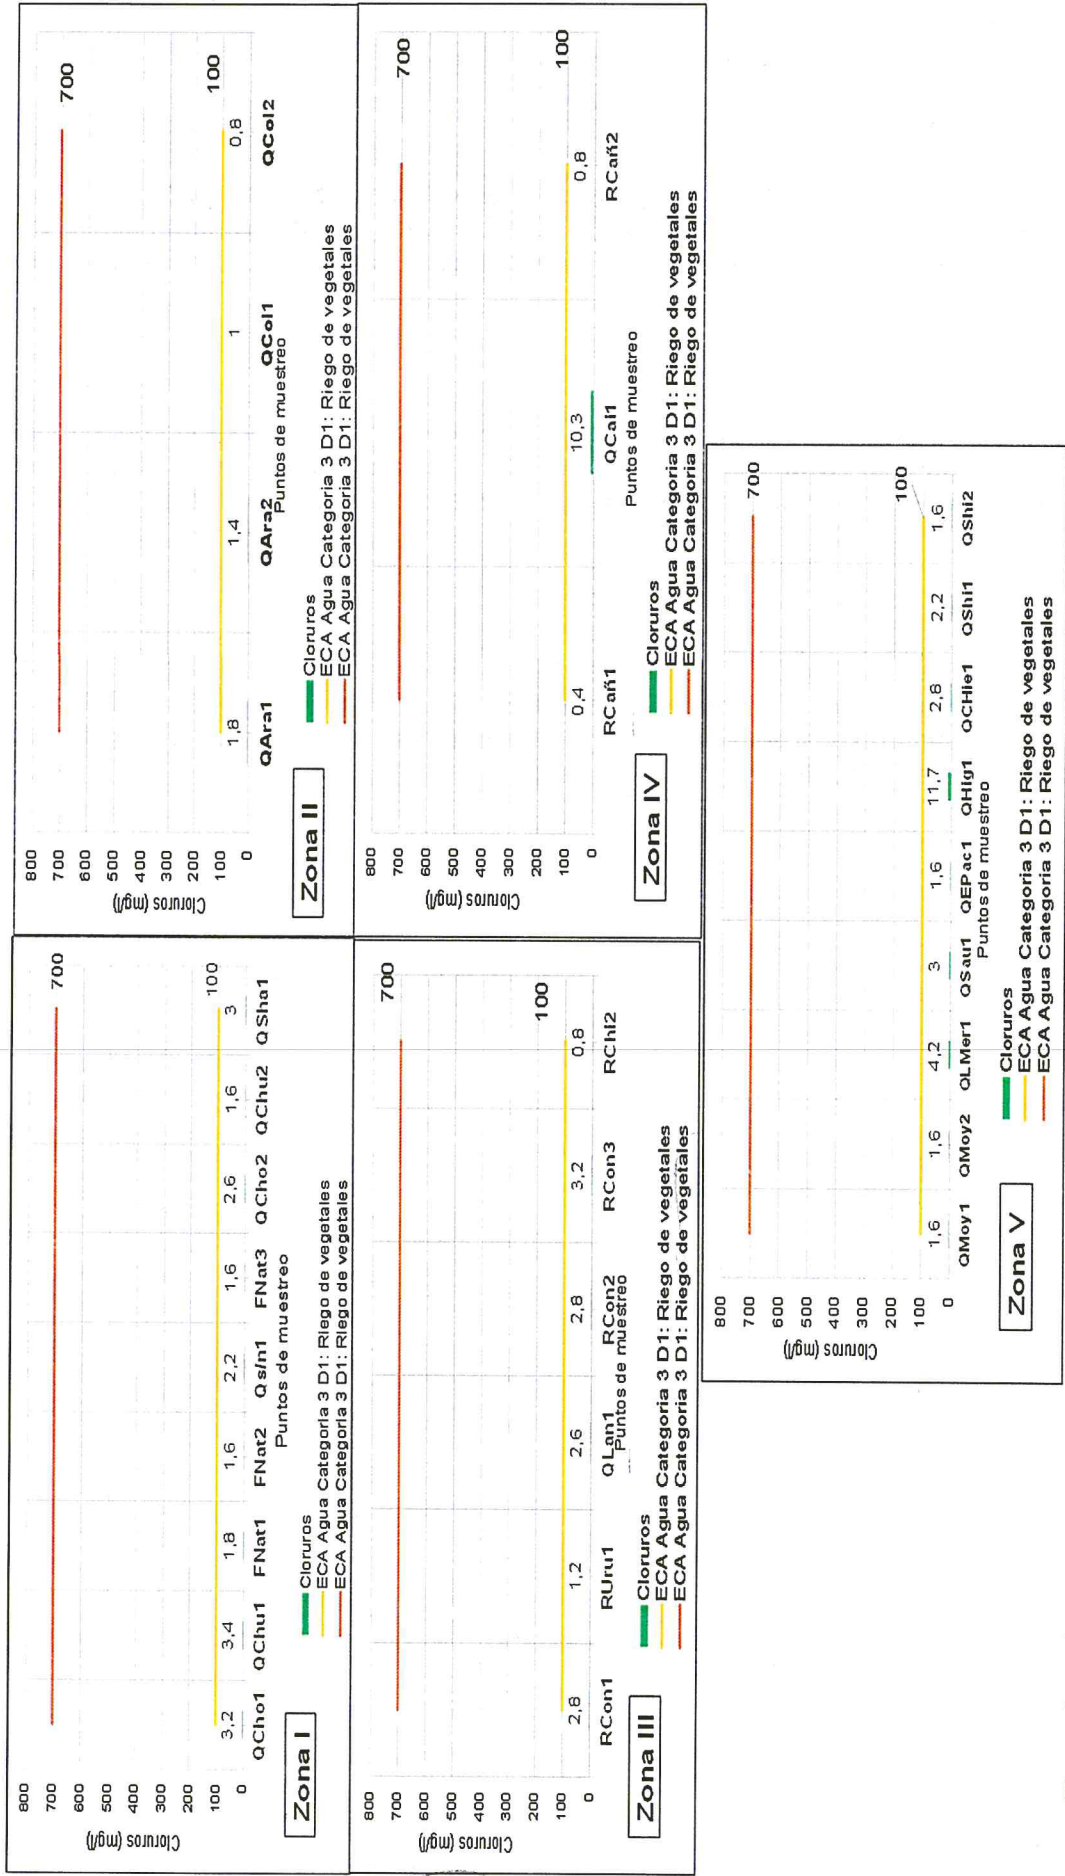 800
700
600
500
400
300
200
100
0
Cloruros (mg/l)
700
100
3,2
3,4
1,8
1,6
2,2
1,6
2,6
1,6
3
QCho1
QChu1
FNat1
FNat2
Qs/n1
FNat3
QCho2
QChu2
QSha1
Puntos de muestreo
Zona I
Cloruros
ECA Agua Categoria 3 D1: Riego de vegetales
ECA Agua Categoria 3 D1: Riego de vegetales
800
700
600
500
400
300
200
100
0
Cloruros (mg/l)
700
100
1,8
1,4
1
0,8
QAra1
QAra2
QCol1
QCol2
Puntos de muestreo
Zona II
Cloruros
ECA Agua Categoria 3 D1: Riego de vegetales
ECA Agua Categoria 3 D1: Riego de vegetales
800
700
600
500
400
300
200
100
0
Cloruros (mg/l)
700
100
2,8
1,2
2,6
2,8
3,2
0,8
RCon1
RUru1
QLan1
RCon2
RCon3
RChi2
Puntos de muestreo
Zona III
Cloruros
ECA Agua Categoria 3 D1: Riego de vegetales
ECA Agua Categoria 3 D1: Riego de vegetales
800
700
600
500
400
300
200
100
0
Cloruros (mg/l)
700
100
0,4
10,3
0,8
RCañ1
QCal1
RCañ2
Puntos de muestreo
Zona IV
Cloruros
ECA Agua Categoria 3 D1: Riego de vegetales
ECA Agua Categoria 3 D1: Riego de vegetales
800
700
600
500
400
300
200
100
0
Cloruros (mg/l)
700
100
1,6
1,6
4,2
3
1,6
11,7
2,8
2,2
1,6
QMoy1
QMoy2
QLMer1
QSau1
QEPac1
QHig1
QCHie1
QShi1
QShi2
Puntos de muestreo
Zona V
Cloruros
ECA Agua Categoria 3 D1: Riego de vegetales
ECA Agua Categoria 3 D1: Riego de vegetales